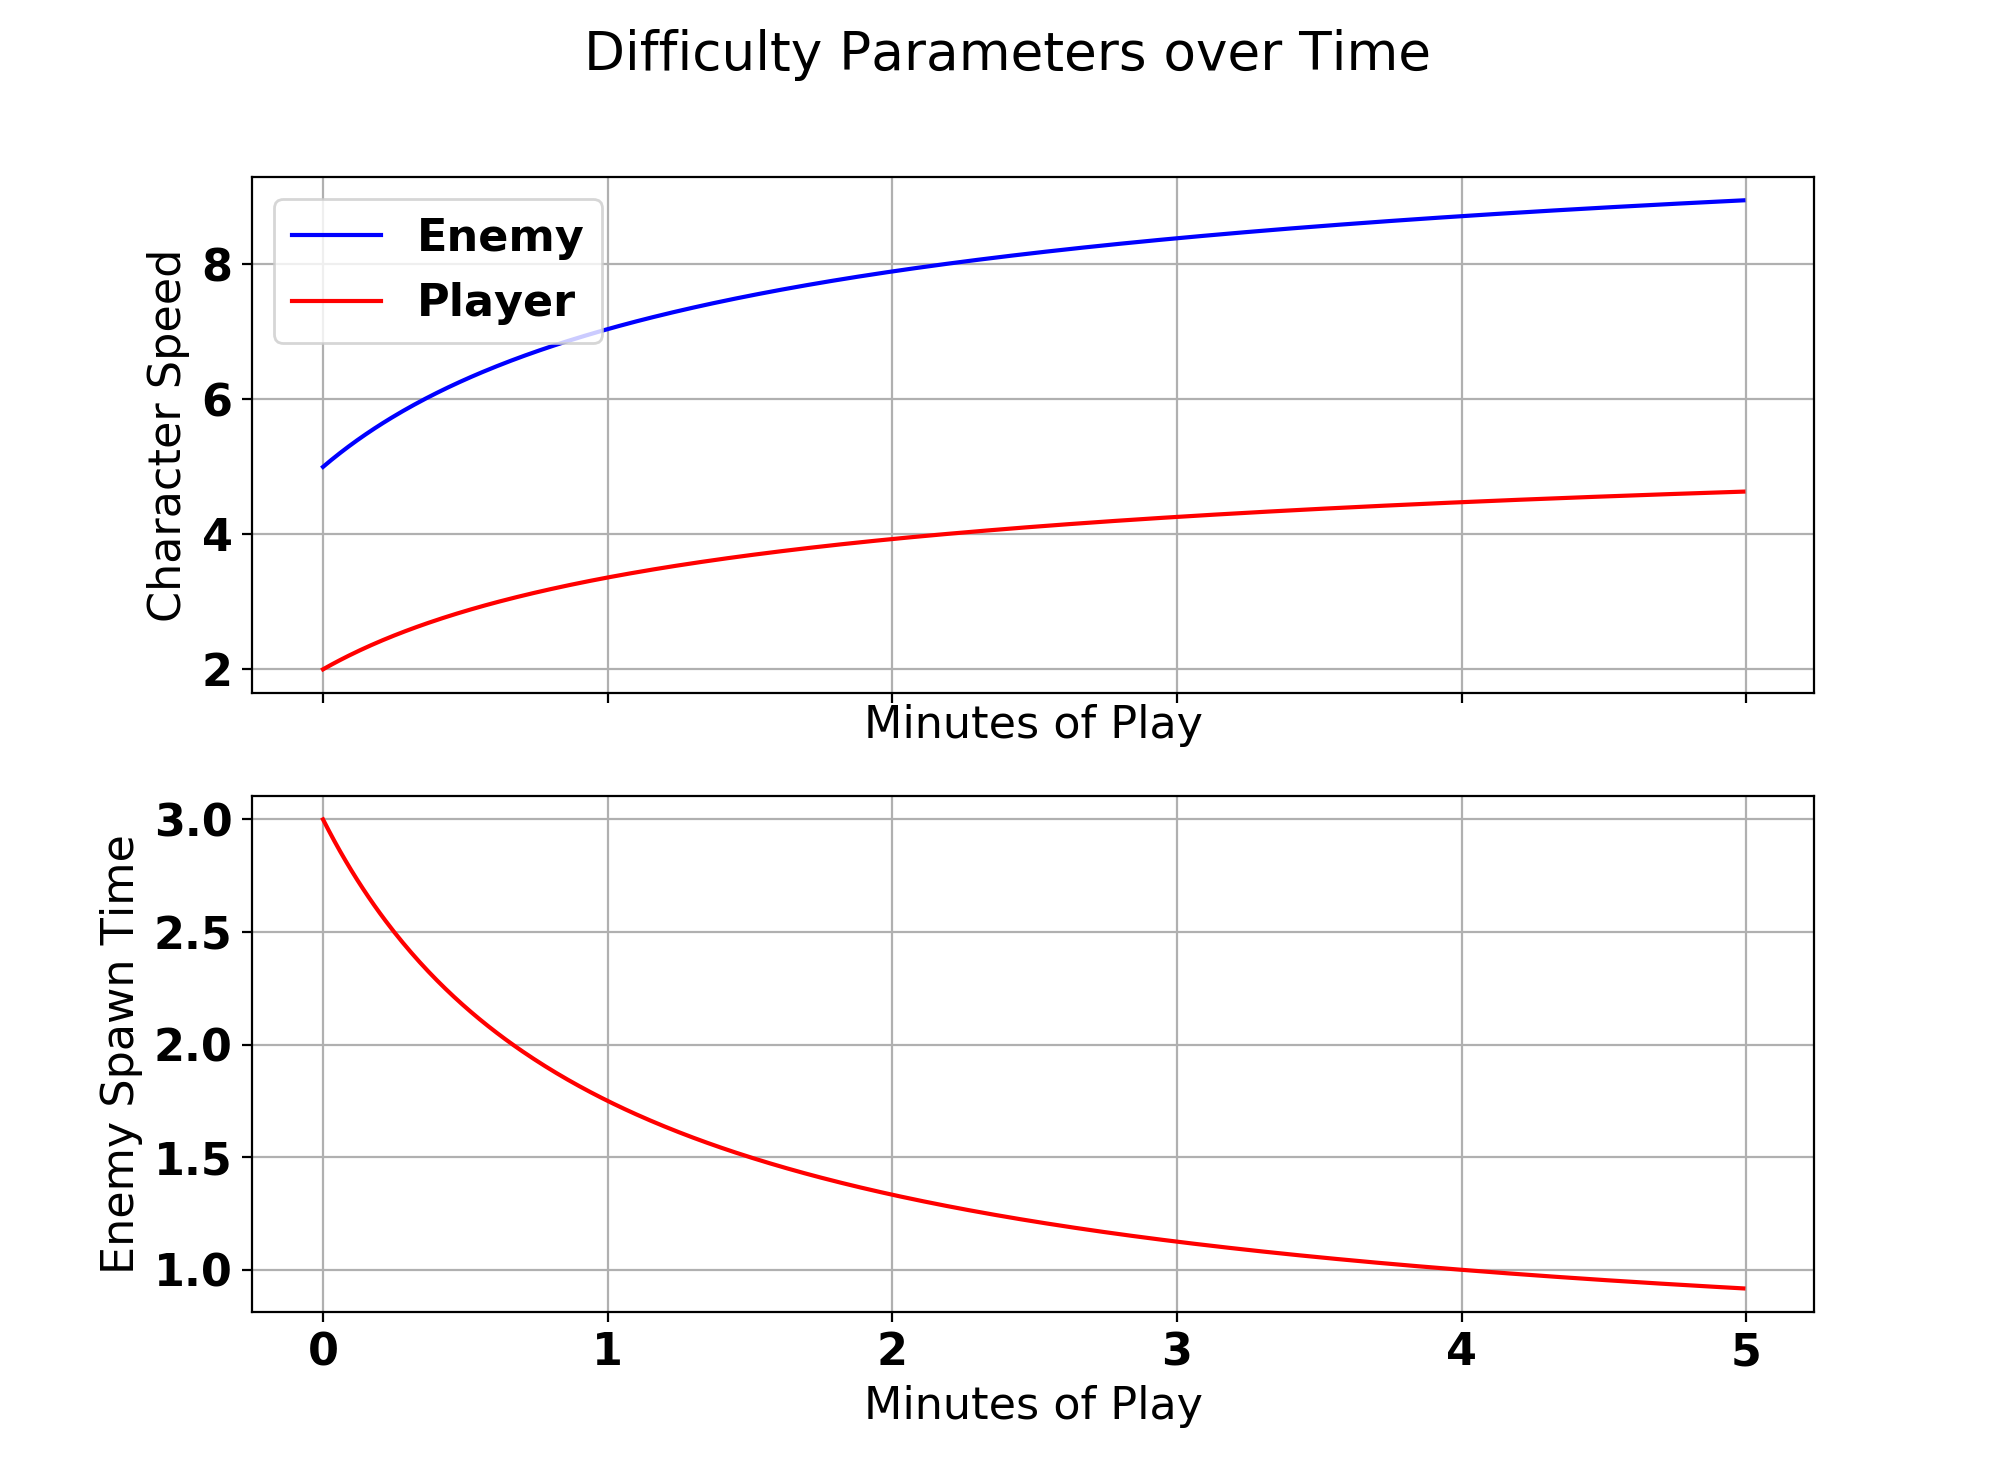 Difficulty Parameters over Time
Enemy
Player
Character Speed
8
6
4
2
Minutes of Play
Enemy Spawn Time
3.0
2.5
2.0
1.5
1.0
0 1 2 3 4 5
Minutes of Play